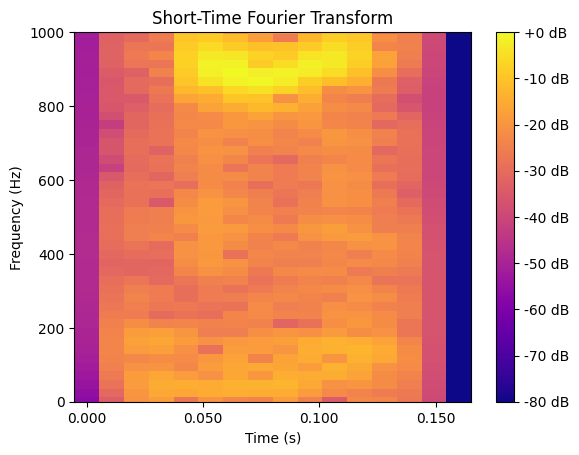 Short-Time Fourier Transform
1000
800
600
400
200
0
Frequency (Hz)
0.000
0.050
0.100
0.150
Time (s)
+0 dB
-10 dB
-20 dB
-30 dB
-40 dB
-50 dB
-60 dB
-70 dB
-80 dB